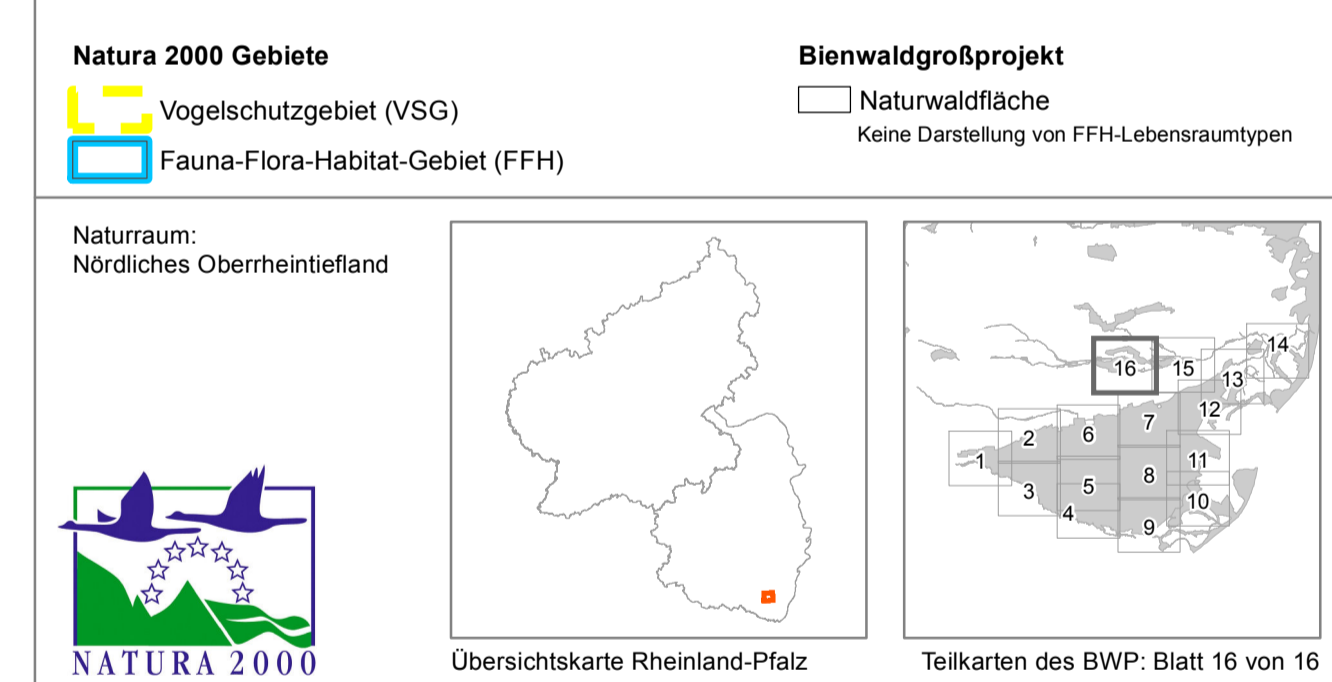 Natura 2000 Gebiete
Vogelschutzgebiet (VSG)
Fauna-Flora-Habitat-Gebiet (FFH)
Bienwaldgroßprojekt
Naturwaldfläche
Keine Darstellung von FFH-Lebensraumtypen
Naturraum:
Nördliches Oberrheintiefland
NATURA 2000
Übersichtskarte Rheinland-Pfalz
14
16
15
13
12
7
6
2
1
11
8
5
3
10
4
9
Teilkarten des BWP: Blatt 16 von 16